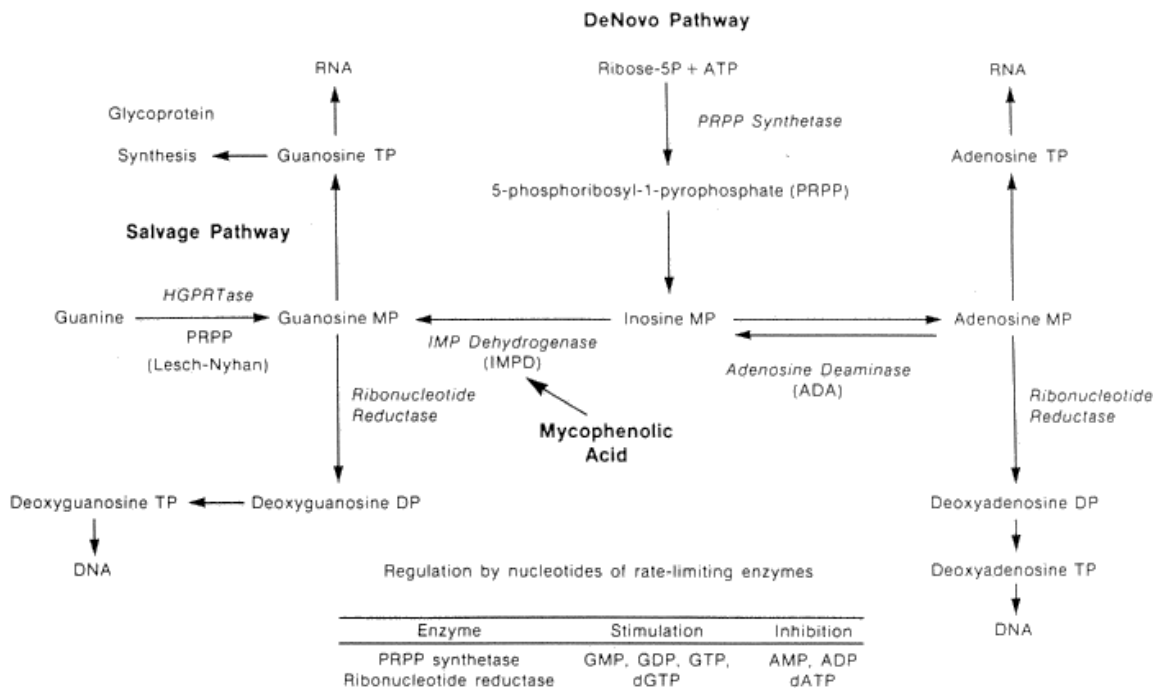 DeNovo Pathway
RNA
Ribose-5P + ATP
RNA
Glycoprotein
PRPP Synthetase
Synthesis
Guanosine TP
Adenosine TP
5-phosphoribosyl-1-pyrophosphate (PRPP)
Salvage Pathway
HGPRTase
Guanine
Guanosine MP
Inosine MP
Adenosine MP
PRPP
(Lesch-Nyhan)
IMP Dehydrogenase
(IMPD)
Adenosine Deaminase
(ADA)
Ribonucleotide
Reductase
Ribonucleotide
Reductase
Mycophenolic
Acid
Deoxyguanosine TP
Deoxyguanosine DP
Deoxyadenosine DP
DNA
Regulation by nucleotides of rate-limiting enzymes
Deoxyadenosine TP
DNA
Enzyme Stimulation Inhibition
PRPP synthetase GMP, GDP, GTP, AMP, ADP
Ribonucleotide reductase dGTP dATP